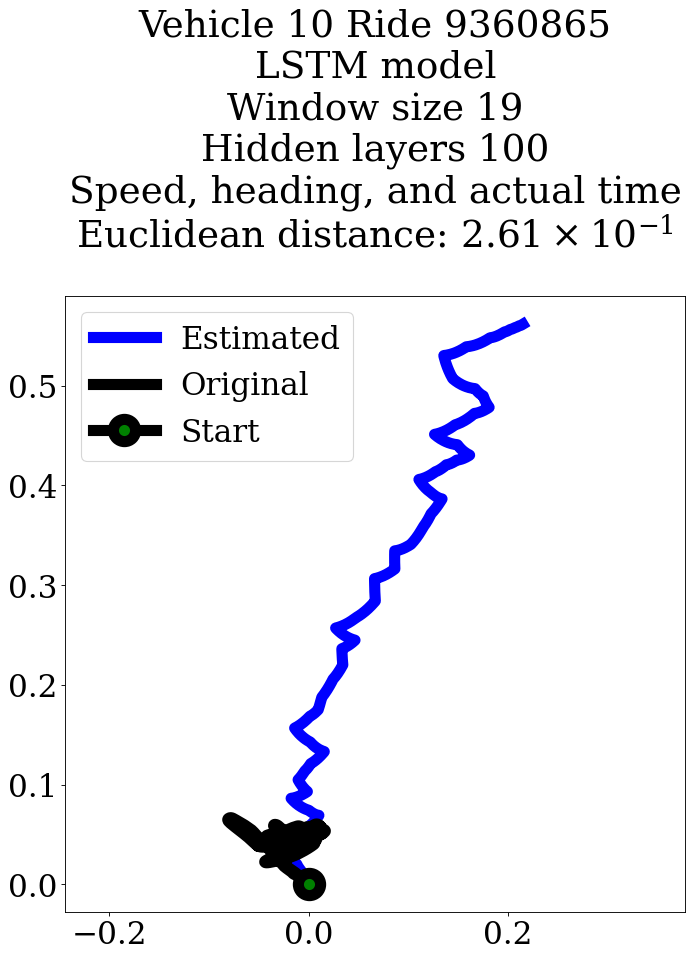 Vehicle 10 Ride 9360865
LSTM model
Window size 19
Hidden layers 100
Speed, heading, and actual time
Euclidean distance: 2.61 × 10⁻¹
Estimated
Original
Start
0.5
0.4
0.3
0.2
0.1
0.0
−0.2 0.0 0.2